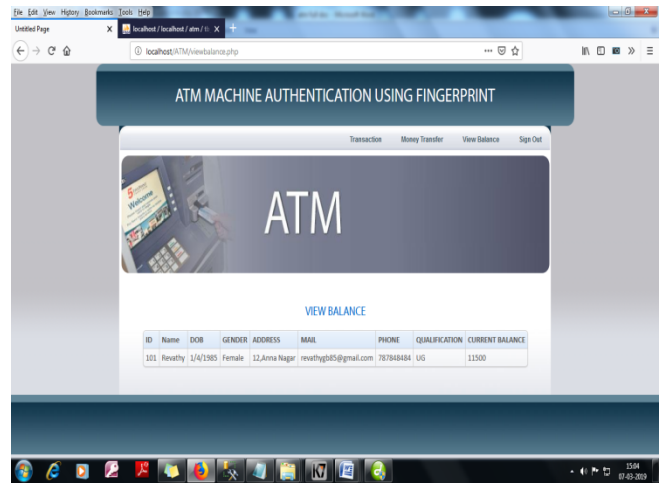 File Edit View History Bookmarks Tools Help
Untitled Page X localhost / localhost / atm / X +
localhost/ATM/viewbalance.php
ATM MACHINE AUTHENTICATION USING FINGERPRINT
Transaction Money Transfer View Balance Sign Out
5
Welcome
ATM
VIEW BALANCE
ID Name DOB GENDER ADDRESS MAIL PHONE QUALIFICATION CURRENT BALANCE
101 Revathy 1/4/1985 Female 12,Anna Nagar revathygb85@gmail.com 787848484 UG 11500
15:04
07-03-2019